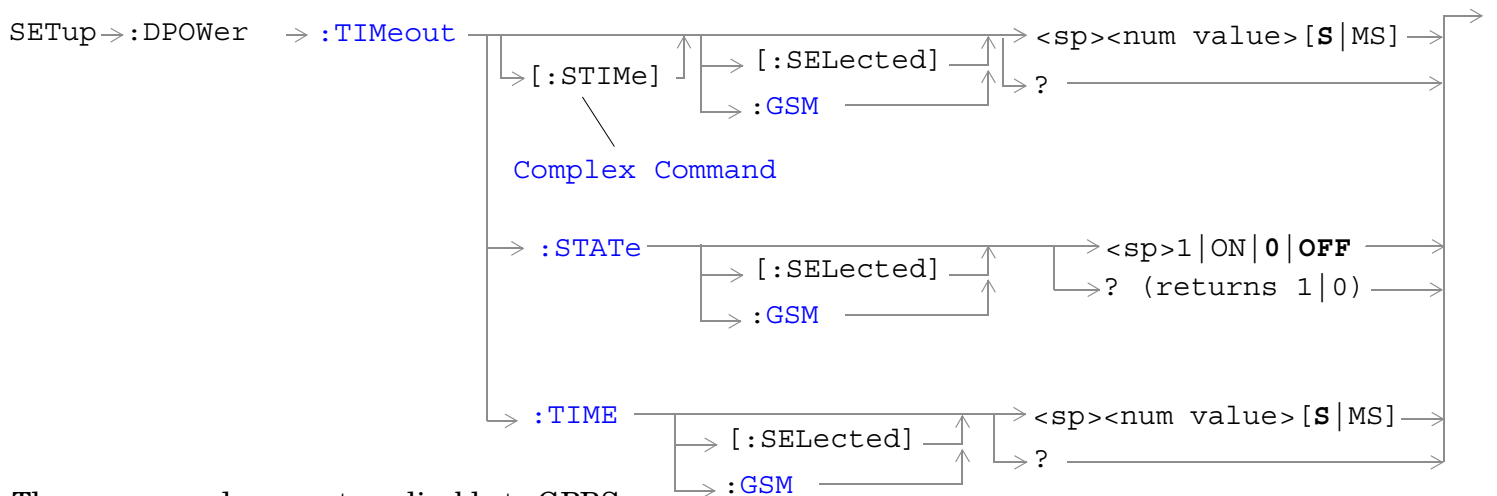 SETup :DPOWer :TIMeout <sp><num value>[S|MS]
[:STIMe] [:SELected] ?
:GSM
Complex Command
:STATe <sp>1|ON|0|OFF
[:SELected] ? (returns 1|0)
:GSM
:TIME <sp><num value>[S|MS]
[:SELected] ?
:GSM